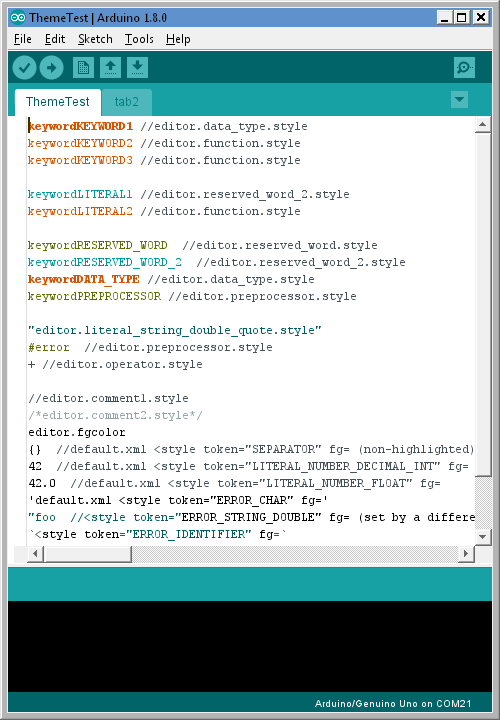 ThemeTest | Arduino 1.8.0
File Edit Sketch Tools Help
ThemeTest tab2
keywordKEYWORD1 //editor.data_type.style
keywordKEYWORD2 //editor.function.style
keywordKEYWORD3 //editor.function.style
keywordLITERAL1 //editor.reserved_word_2.style
keywordLITERAL2 //editor.function.style
keywordRESERVED_WORD  //editor.reserved_word.style
keywordRESERVED_WORD_2  //editor.reserved_word_2.style
keywordDATA_TYPE //editor.data_type.style
keywordPREPROCESSOR //editor.preprocessor.style
"editor.literal_string_double_quote.style"
#error  //editor.preprocessor.style
+ //editor.operator.style
//editor.comment1.style
/*editor.comment2.style*/
editor.fgcolor
{}  //default.xml <style token="SEPARATOR" fg= (non-highlighted)
42  //default.xml <style token="LITERAL_NUMBER_DECIMAL_INT" fg=
42.0  //default.xml <style token="LITERAL_NUMBER_FLOAT" fg=
'default.xml <style token="ERROR_CHAR" fg='
"foo  //<style token="ERROR_STRING_DOUBLE" fg= (set by a differe
`<style token="ERROR_IDENTIFIER" fg=`
Arduino/Genuino Uno on COM21